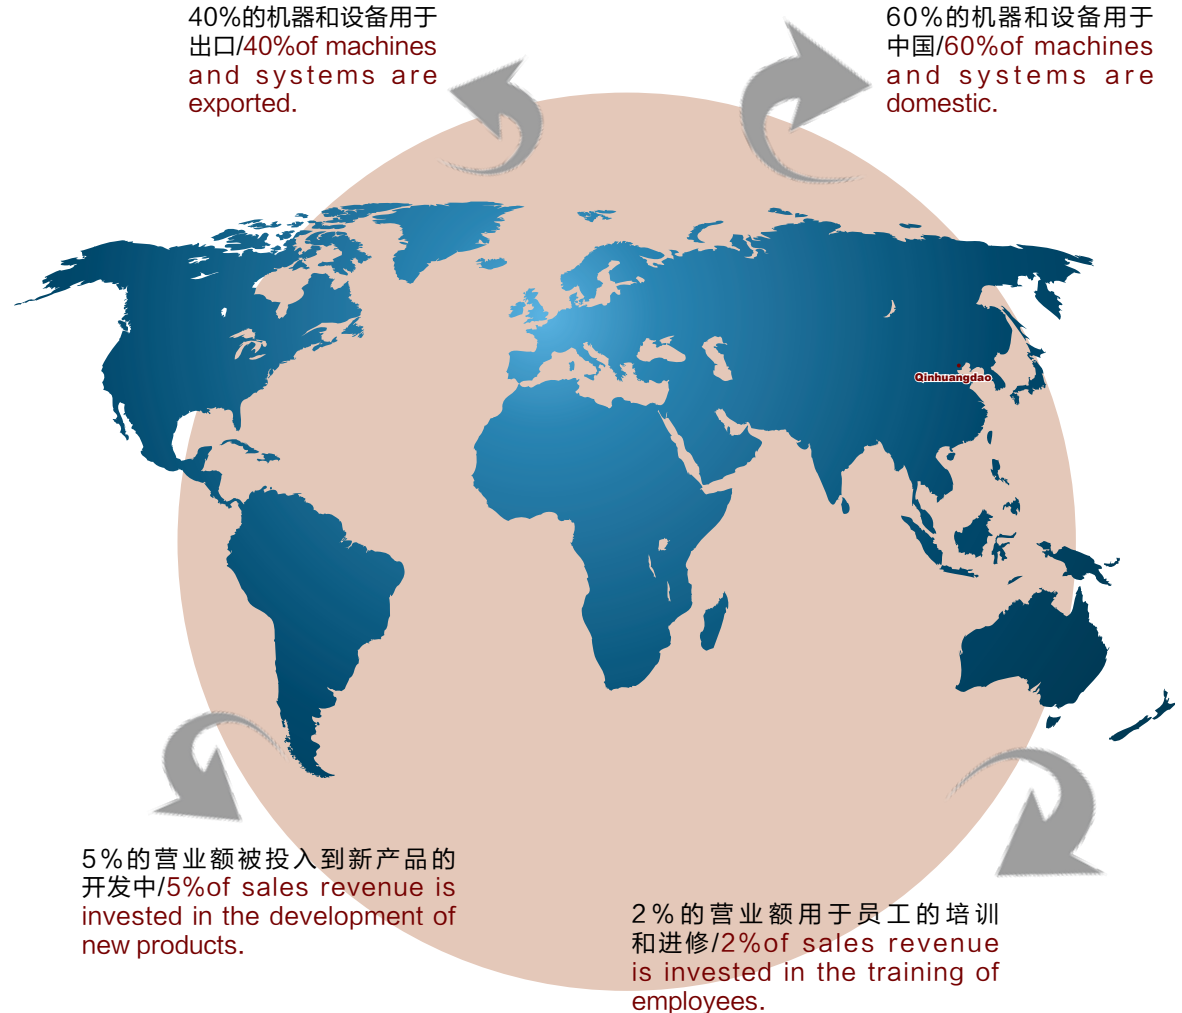 40%的机器和设备用于
出口/40%of machines
and systems are
exported.
60%的机器和设备用于
中国/60%of machines
and systems are
domestic.
Qinhuangdao
5%的营业额被投入到新产品的
开发中/5%of sales revenue is
invested in the development of
new products.
2%的营业额用于员工的培训
和进修/2%of sales revenue
is invested in the training of
employees.